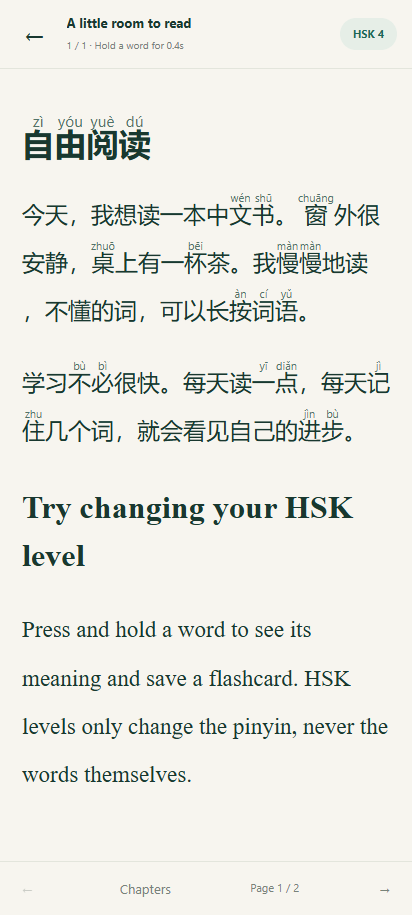 ←
A little room to read
1 / 1 · Hold a word for 0.4s
HSK 4
zì yóu yuè dú
自由阅读
wén shū chuāng
今天，我想读一本中文书。窗外很
zhuō bēi màn màn
安静，桌上有一杯茶。我慢慢地读
àn cí yǔ
，不懂的词，可以长按词语。
bù bì yī diǎn jì
学习不必很快。每天读一点，每天记
zhu jìn bù
住几个词，就会看见自己的进步。
Try changing your HSK
level
Press and hold a word to see its
meaning and save a flashcard. HSK
levels only change the pinyin, never the
words themselves.
← Chapters Page 1 / 2 →